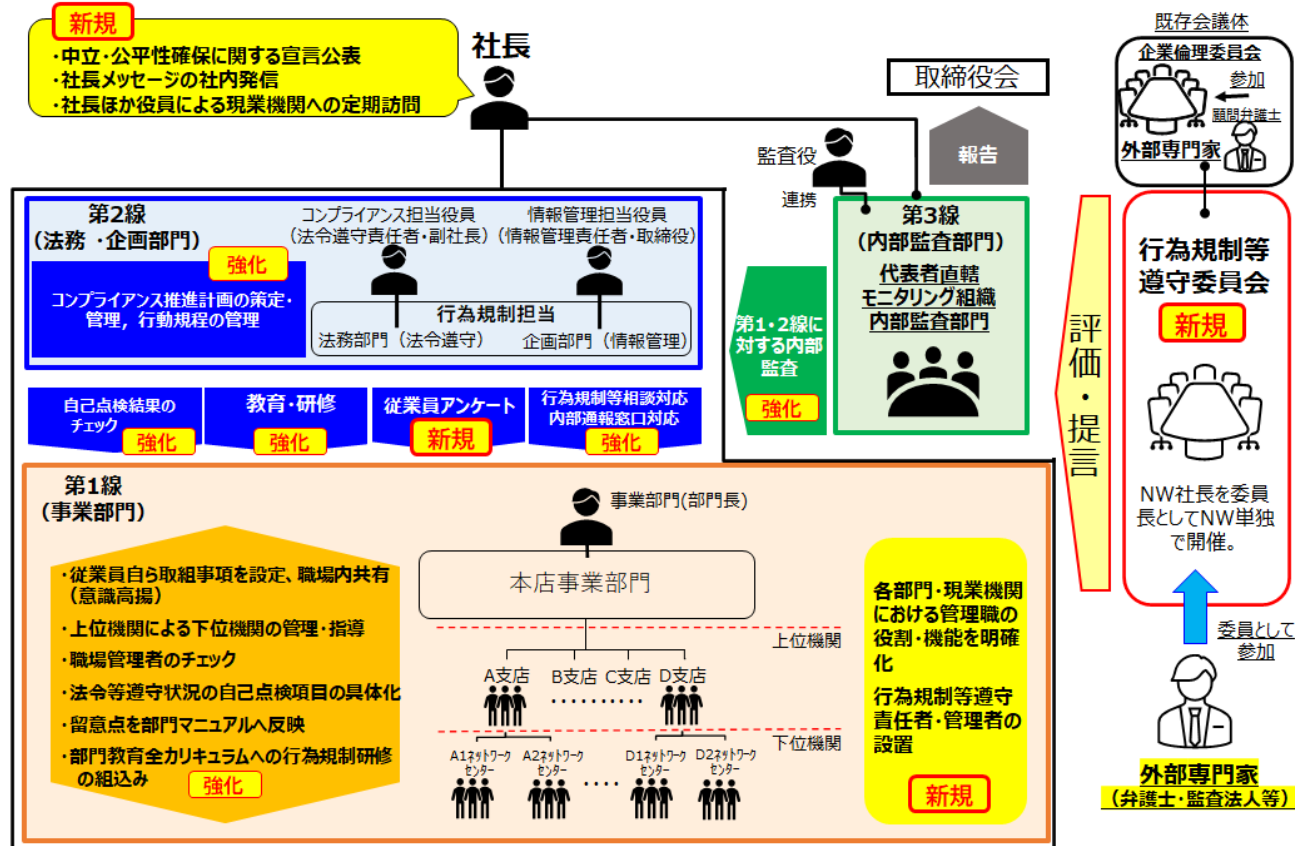 新規
・中立・公平性確保に関する宣言公表
・社長メッセージの社内発信
・社長ほか役員による現業機関への定期訪問
社長
取締役会
報告
監査役
連携
既存会議体
企業倫理委員会
参加
顧問弁護士
外部専門家
第2線
(法務・企画部門)
強化
コンプライアンス推進計画の策定・
管理，行動規程の管理
コンプライアンス担当役員
(法令遵守責任者・副社長)
情報管理担当役員
(情報管理責任者・取締役)
行為規制担当
法務部門（法令遵守）
企画部門（情報管理）
第3線
(内部監査部門)
代表者直轄
モニタリング組織
内部監査部門
第1・2線に
対する内部
監査
強化
評価・提言
行為規制等
遵守委員会
新規
NW社長を委員
長としてNW単独
で開催。
委員として
参加
外部専門家
（弁護士・監査法人等）
自己点検結果の
チェック
強化
教育・研修
強化
従業員アンケート
新規
行為規制等相談対応
内部通報窓口対応
強化
第1線
(事業部門)
・従業員自ら取組事項を設定、職場内共有
(意識高揚)
・上位機関による下位機関の管理・指導
・職場管理者のチェック
・法令等遵守状況の自己点検項目の具体化
・留意点を部門マニュアルへ反映
・部門教育全カリキュラムへの行為規制研修
の組込み
強化
事業部門(部門長)
本店事業部門
上位機関
A支店 B支店 C支店 D支店
下位機関
A1ネットワーク
センター
A2ネットワーク
センター
D1ネットワーク
センター
D2ネットワーク
センター
各部門・現業機関
における管理職の
役割・機能を明確
化
行為規制等遵守
責任者・管理者の
設置
新規